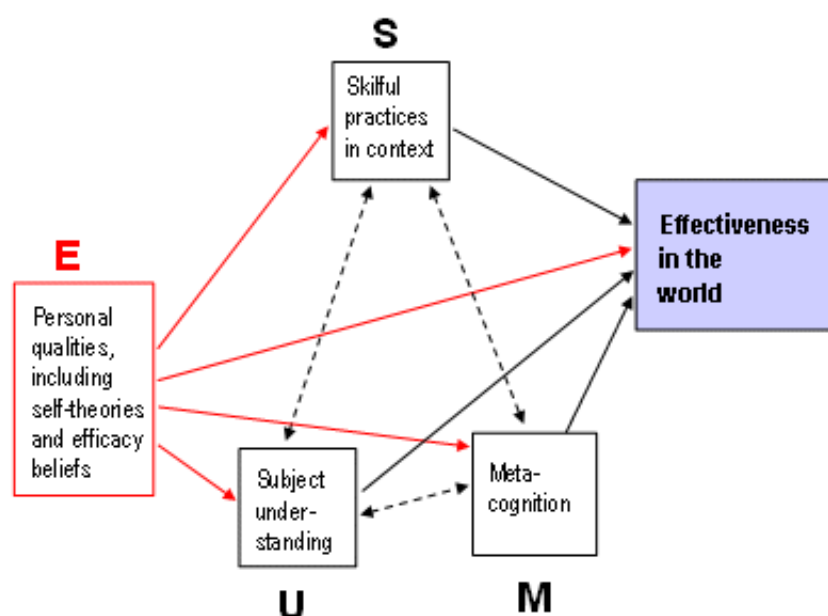 S
Skilful
practices
in context
Effectiveness
in the
world
E
Personal
qualities,
including
self-theories
and efficacy
beliefs
Subject
under-
standing
U
Meta-
cognition
M